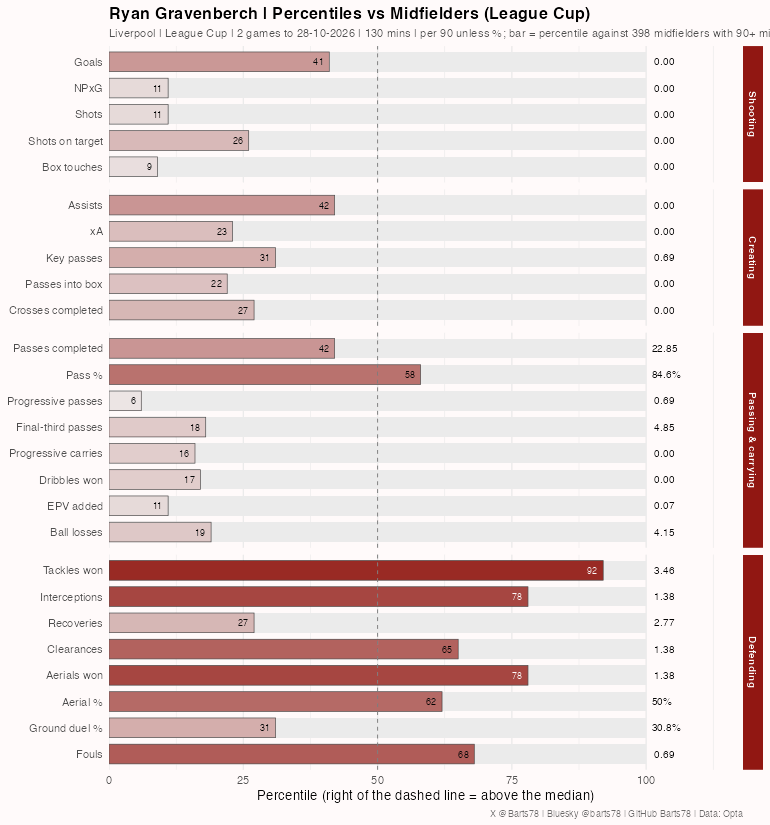 Ryan Gravenberch | Percentiles vs Midfielders (League Cup)
Liverpool | League Cup | 2 games to 28-10-2026 | 130 mins | per 90 unless %; bar = percentile against 398 midfielders with 90+ mi
Goals 41 0.00
NPxG 11 0.00
Shots 11 0.00
Shots on target 26 0.00
Box touches 9 0.00
Shooting
Assists 42 0.00
xA 23 0.00
Key passes 31 0.69
Passes into box 22 0.00
Crosses completed 27 0.00
Creating
Passes completed 42 22.85
Pass % 58 84.6%
Progressive passes 6 0.69
Final-third passes 18 4.85
Progressive carries 16 0.00
Dribbles won 17 0.00
EPV added 11 0.07
Ball losses 19 4.15
Passing & carrying
Tackles won 92 3.46
Interceptions 78 1.38
Recoveries 27 2.77
Clearances 65 1.38
Aerials won 78 1.38
Aerial % 62 50%
Ground duel % 31 30.8%
Fouls 68 0.69
Defending
0 25 50 75 100
Percentile (right of the dashed line = above the median)
X @Barts78 | Bluesky @barts78 | GitHub Barts78 | Data: Opta